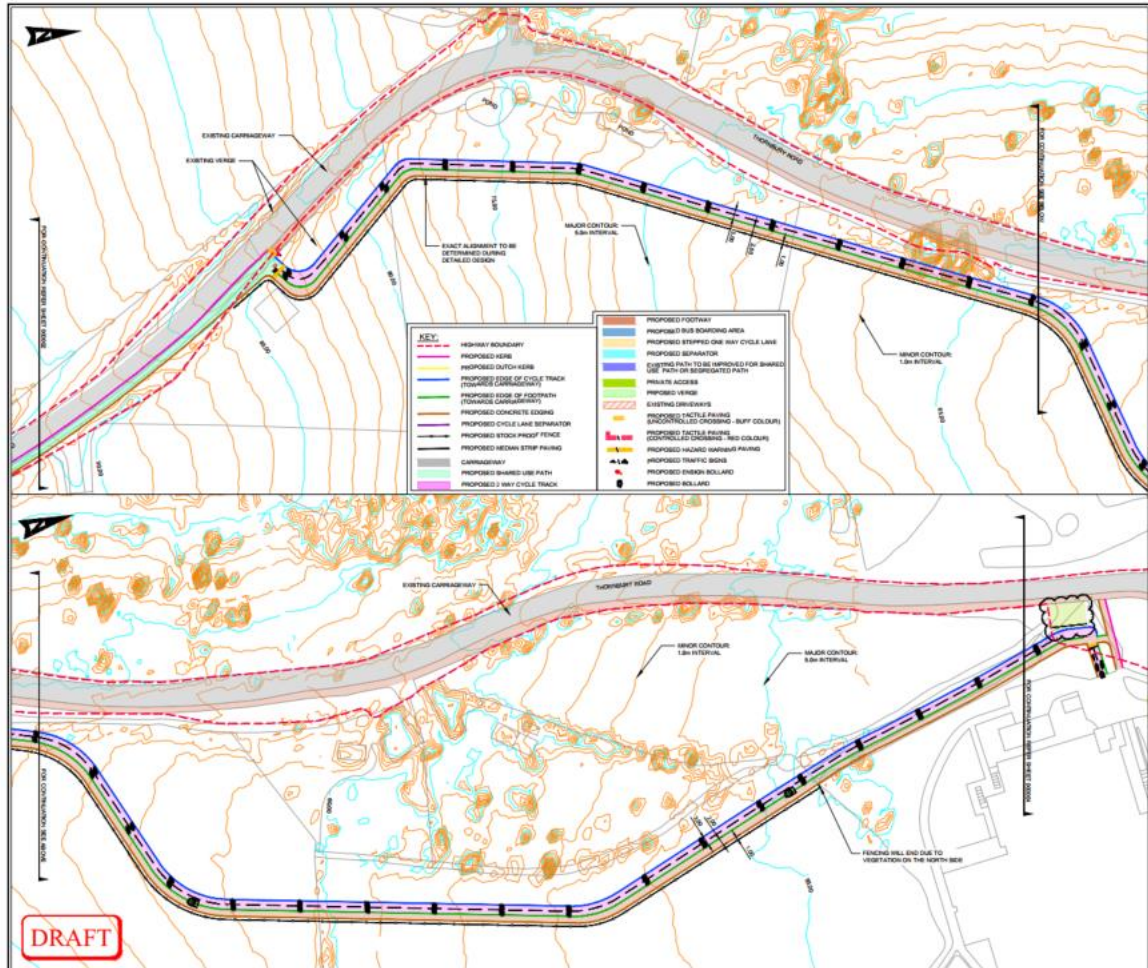 EXISTING CARRIAGEWAY
EXISTING VERGE
POND
POND
THORNBURY ROAD
FOR CONTINUATION SEE BELOW
EXACT ALIGNMENT TO BE
DETERMINED DURING
DETAILED DESIGN
MAJOR CONTOUR:
5.0m INTERVAL
MINOR CONTOUR:
1.0m INTERVAL
KEY:
HIGHWAY BOUNDARY
PROPOSED KERB
PROPOSED DUTCH KERB
PROPOSED EDGE OF CYCLE TRACK
(TOWARDS CARRIAGEWAY)
PROPOSED EDGE OF FOOTPATH
(TOWARDS CARRIAGEWAY)
PROPOSED CONCRETE EDGING
PROPOSED CYCLE LANE SEPARATOR
PROPOSED STOCK PROOF FENCE
PROPOSED MEDIAN STRIP PAVING
CARRIAGEWAY
PROPOSED SHARED USE PATH
PROPOSED 2 WAY CYCLE TRACK
PROPOSED FOOTWAY
PROPOSED BUS BOARDING AREA
PROPOSED STEPPED ONE WAY CYCLE LANE
PROPOSED SEPARATOR
EXISTING PATH TO BE IMPROVED FOR SHARED
USE PATH OR SEGREGATED PATH
PRIVATE ACCESS
PROPOSED VERGE
EXISTING DRIVEWAYS
PROPOSED TACTILE PAVING
(UNCONTROLLED CROSSING - BUFF COLOUR)
PROPOSED TACTILE PAVING
(CONTROLLED CROSSING - RED COLOUR)
PROPOSED HAZARD WARNING PAVING
PROPOSED TRAFFIC SIGNS
PROPOSED ENSIGN BOLLARD
PROPOSED BOLLARD
EXISTING CARRIAGEWAY
THORNBURY ROAD
MINOR CONTOUR:
1.0m INTERVAL
MAJOR CONTOUR:
5.0m INTERVAL
FOR CONTINUATION SEE ABOVE
FENCING WILL END DUE TO
VEGETATION ON THE NORTH SIDE
DRAFT